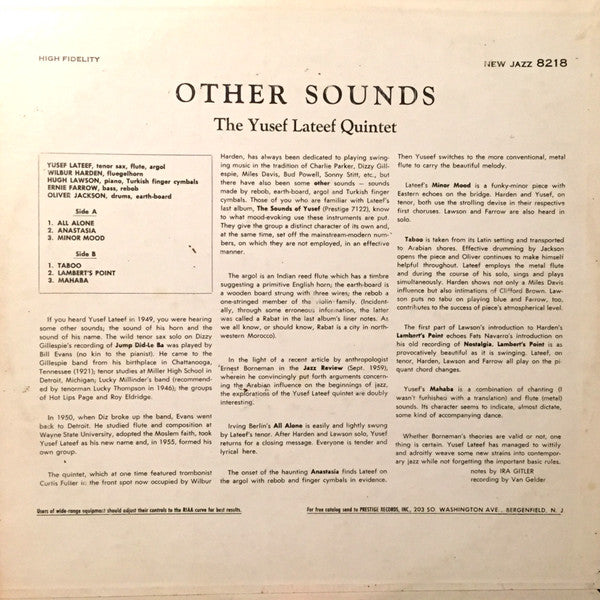 HIGH FIDELITY
NEW JAZZ 8218
OTHER SOUNDS
The Yusef Lateef Quintet
YUSEF LATEEF, tenor sax, flute, argol
WILBUR HARDEN, fluegelhorn
HUGH LAWSON, piano, Turkish finger cymbals
ERNIE FARROW, bass, rebob
OLIVER JACKSON, drums, earth-board
Side A
1. ALL ALONE
2. ANASTASIA
3. MINOR MOOD
Side B
1. TABOO
2. LAMBERT'S POINT
3. MAHABA
If you heard Yusef Lateef in 1949, you were hearing
some other sounds; the sound of his horn and the
sound of his name. The wild tenor sax solo on Dizzy
Gillespie's recording of Jump Did-Le Ba was played by
Bill Evans (no kin to the pianist). He came to the
Gillespie band from his birthplace in Chattanooga,
Tennessee (1921); tenor studies at Miller High School in
Detroit, Michigan; Lucky Millinder's band (recommend-
ed by tenorman Lucky Thompson in 1946); the groups
of Hot Lips Page and Roy Eldridge.
In 1950, when Diz broke up the band, Evans went
back to Detroit. He studied flute and composition at
Wayne State University, adopted the Moslem faith, took
Yusef Lateef as his new name and, in 1955, formed his
own group.
The quintet, which at one time featured trombonist
Curtis Fuller in the front spot now occupied by Wilbur
Harden, has always been dedicated to playing swing-
ing music in the tradition of Charlie Parker, Dizzy Gill-
espie, Miles Davis, Bud Powell, Sonny Stitt, etc., but
there have also been some other sounds — sounds
made by rebob, earth-board, argol and Turkish finger
cymbals. Those of you who are familiar with Lateef's
last album, The Sounds of Yusef (Prestige 7122), know
to what mood-evoking use these instruments are put.
They give the group a distinct character of its own and,
at the same time, set off the mainstream-modern num-
bers, on which they are not employed, in an effective
manner.
The argol is an Indian reed flute which has a timbre
suggesting a primitive English horn; the earth-board is
a wooden board strung with three wires; the rebob is
a one-stringed member of the violin family. (Incident-
ally, through some erroneous information, the latter
was called a Rabat in the last album's liner notes. As
we all know, or should know, Rabat is a city in north-
western Morocco).
In the light of a recent article by anthropologist
Ernest Borneman in the Jazz Review (Sept. 1959),
wherein he convincingly put forth arguments concern-
ing the Arabian influence on the beginnings of jazz,
the explorations of the Yusef Lateef quintet are doubly
interesting.
Irving Berlin's All Alone is easily and lightly swung
by Lateef's tenor. After Harden and Lawson solo, Yusef
returns for a closing message. Everyone is tender and
lyrical here.
The onset of the haunting Anastasia finds Lateef on
the argol with rebob and finger cymbals in evidence.
Then Yuseef switches to the more conventional, metal
flute to carry the beautiful melody.
Lateef's Minor Mood is a funky-minor piece with
Eastern echoes on the bridge. Harden and Yusef, on
tenor, both use the strolling devise in their respective
first choruses. Lawson and Farrow are also heard in
solo.
Taboo is taken from its Latin setting and transported
to Arabian shores. Effective drumming by Jackson
opens the piece and Oliver continues to make himself
helpful throughout. Lateef employs the metal flute
and during the course of his solo, sings and plays
simultaneously. Harden shows not only a Miles Davis
influence but also intimations of Clifford Brown. Law-
son puts no tabu on playing blue and Farrow, too,
contributes to the success of piece's atmospherical level.
The first part of Lawson's introduction to Harden's
Lambert's Point echoes Fats Navarro's introduction on
his old recording of Nostalgia. Lambert's Point is as
provocatively beautiful as it is swinging. Lateef, on
tenor, Harden, Lawson and Farrow all play on the pi-
quant chord changes.
Yusef's Mahaba is a combination of chanting (I
wasn't furhished with a translation) and flute (metal)
sounds. Its character seems to indicate, almost dictate,
some kind of accompanying dance.
Whether Borneman's theories are valid or not, one
thing is certain. Yusef Lateef has managed to wittily
and adroitly weave some new strains into contempor-
ary jazz while not forgetting the important basic rules.
notes by IRA GITLER
recording by Van Gelder
Users of wide-range equipment should adjust their controls to the RIAA curve for best results.
For free catalog send to PRESTIGE RECORDS, INC., 203 SO. WASHINGTON AVE., BERGENFIELD, N. J